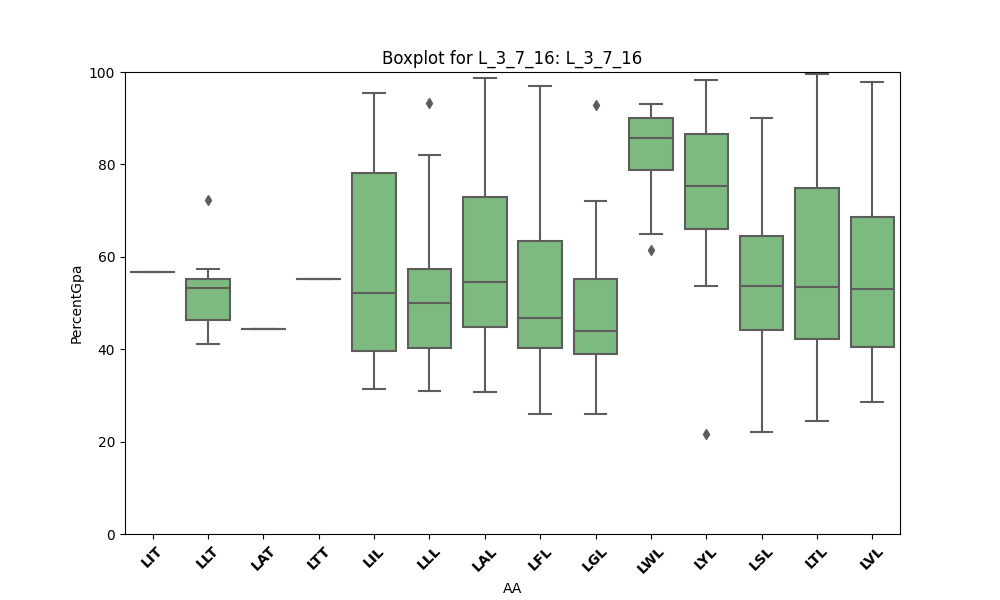 Boxplot for L_3_7_16: L_3_7_16
100
80
60
40
20
0
PercentGpa
LIT LLT LAT LTT LIL LLL LAL LFL LGL LWL LYL LSL LTL LVL
AA